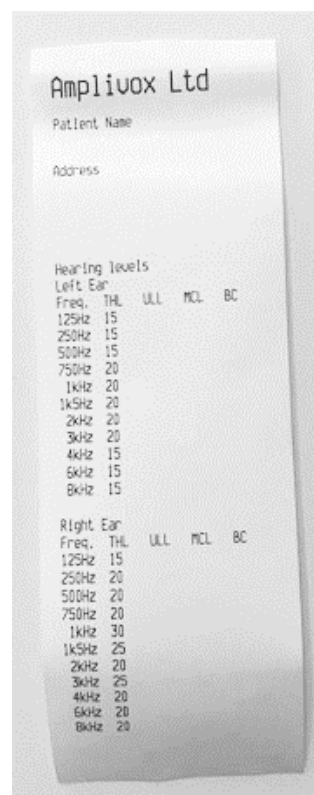 Amplivox Ltd
Patient Name
Address
Hearing levels
Left Ear
Freq. THL ULL MCL BC
125Hz 15
250Hz 15
500Hz 15
750Hz 20
1kHz 20
1k5Hz 20
2kHz 20
3kHz 20
4kHz 15
6kHz 15
8kHz 15
Right Ear
Freq. THL ULL MCL BC
125Hz 15
250Hz 20
500Hz 20
750Hz 20
1kHz 30
1k5Hz 25
2kHz 20
3kHz 25
4kHz 20
6kHz 20
8kHz 20